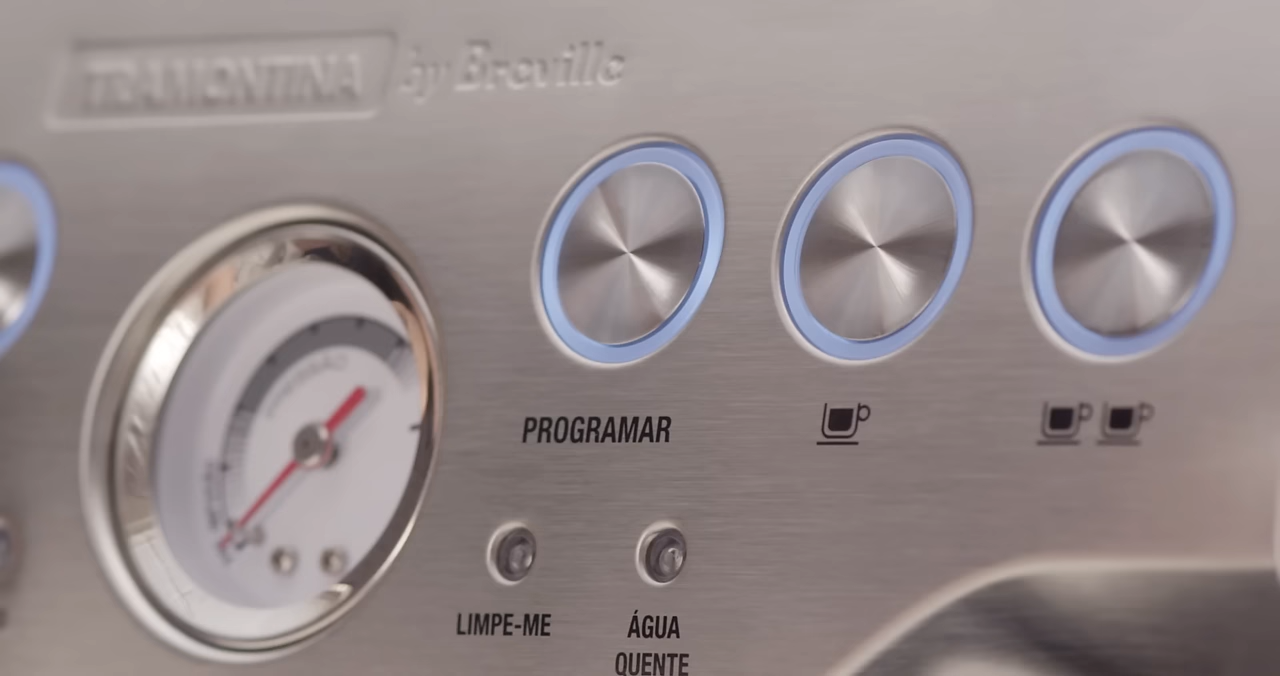 TRAMONTINA by Breville
PROGRAMAR
LIMPE-ME
ÁGUA
QUENTE